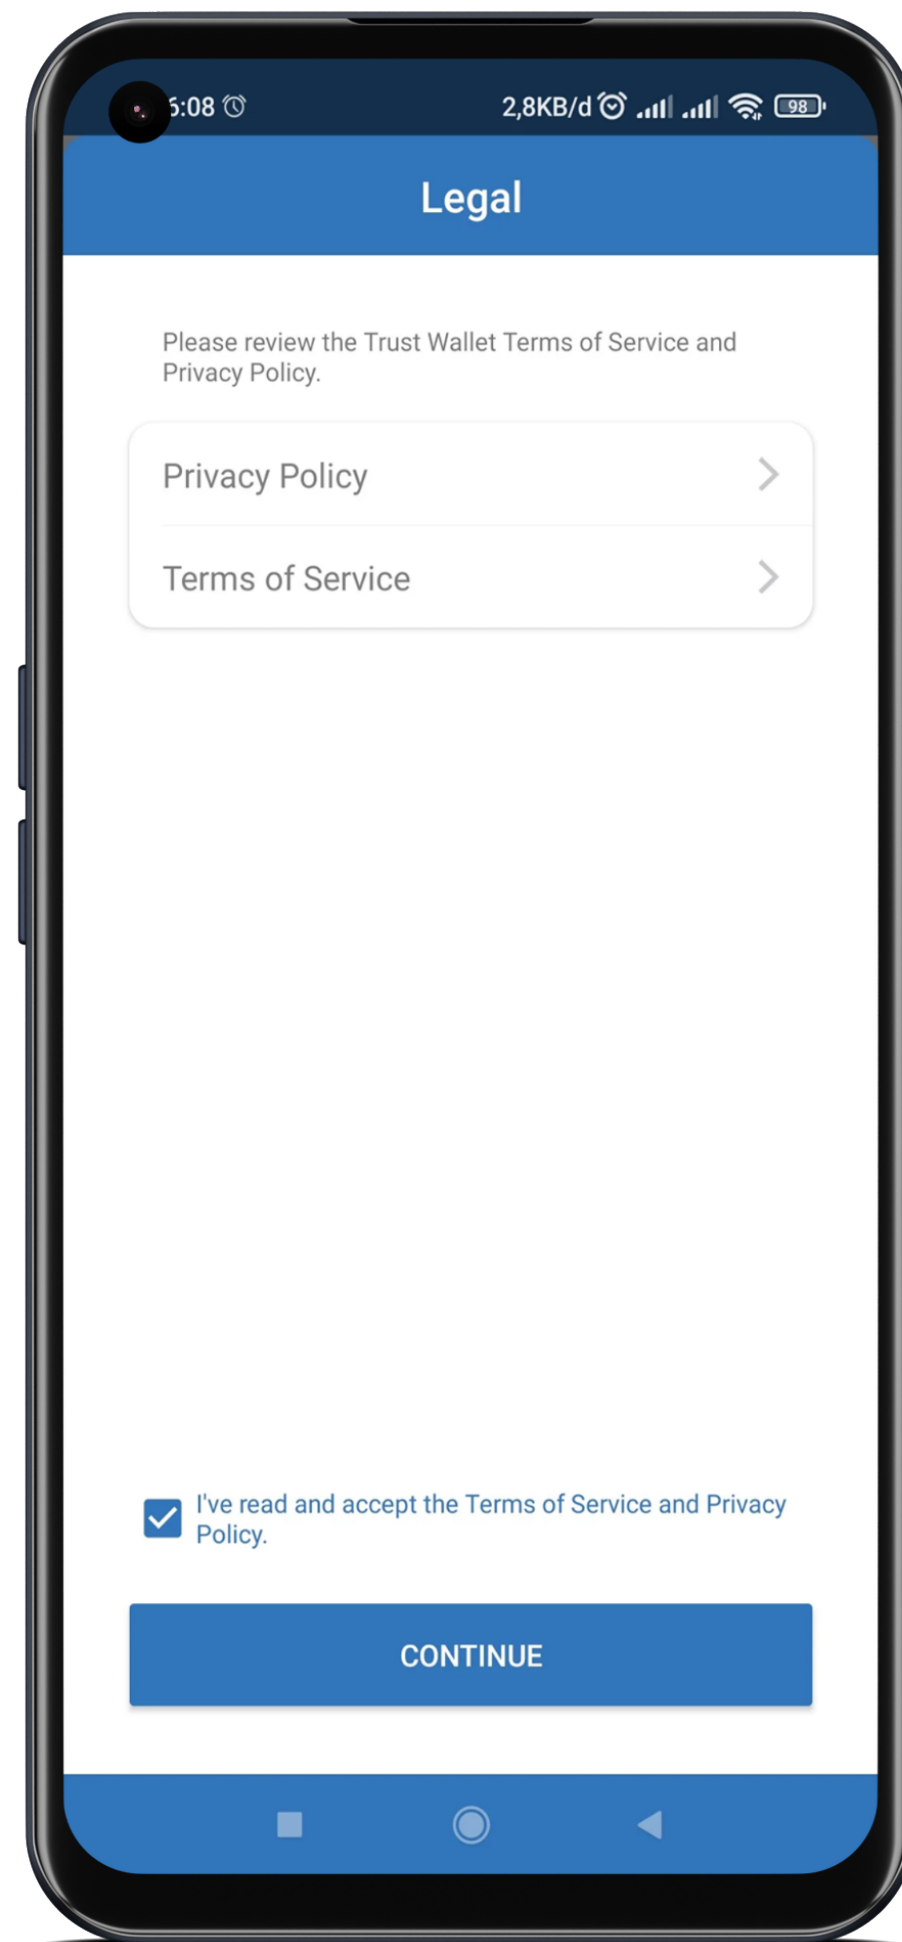 6:08 2,8KB/d 98
Legal
Please review the Trust Wallet Terms of Service and
Privacy Policy.
Privacy Policy
Terms of Service
I've read and accept the Terms of Service and Privacy
Policy.
CONTINUE